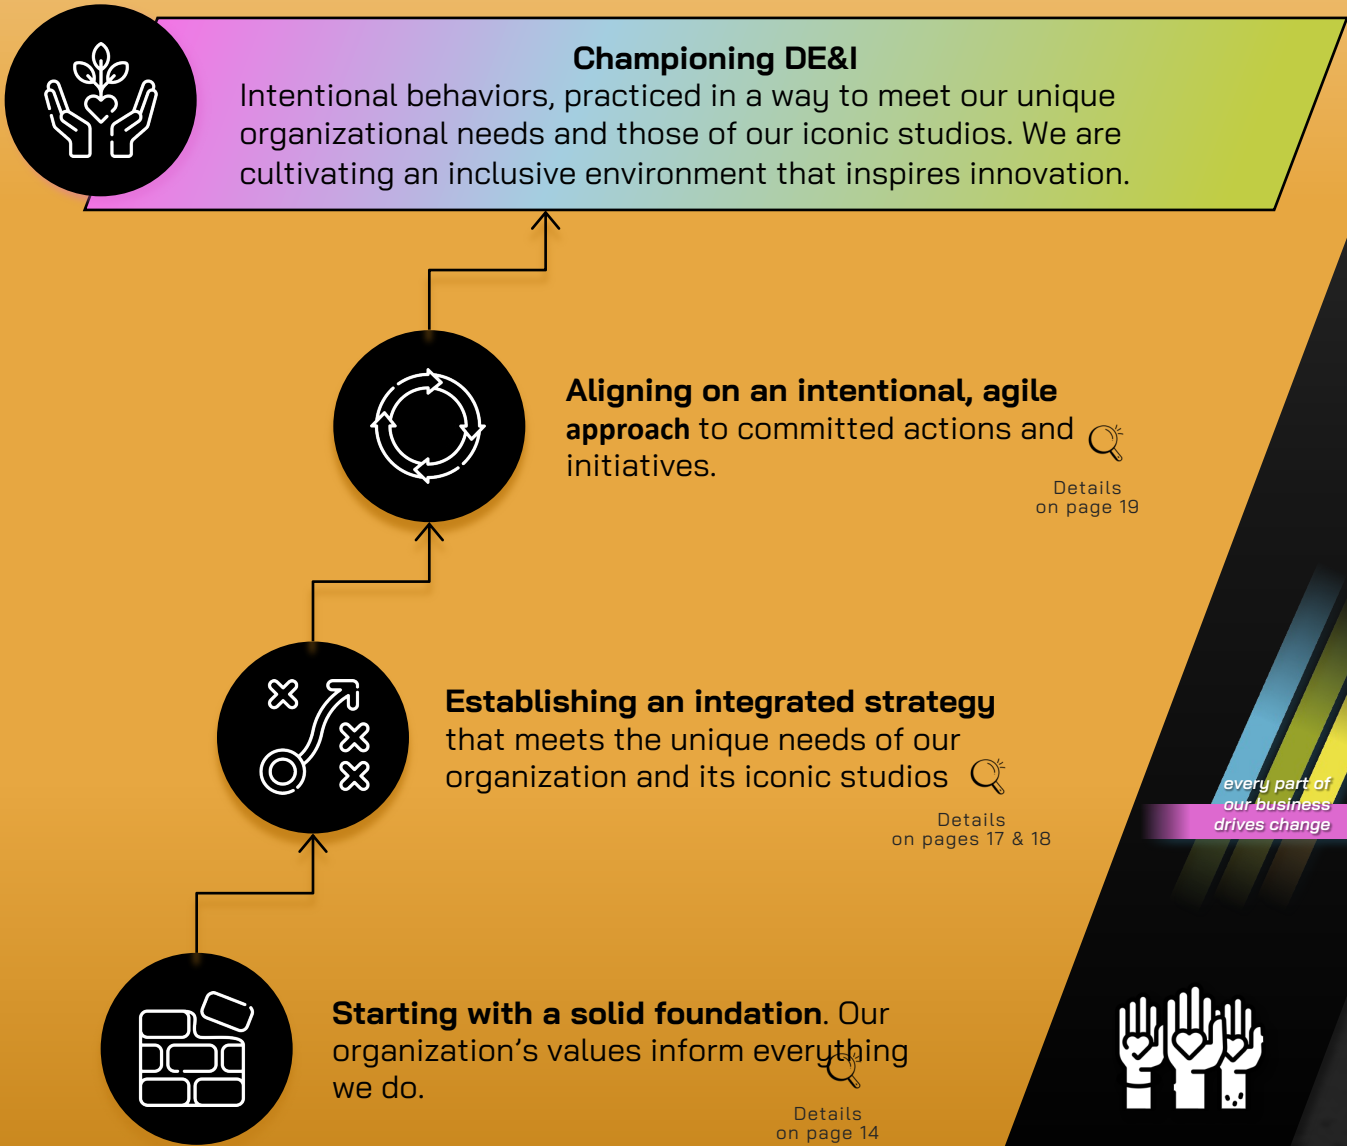 Championing DE&I
Intentional behaviors, practiced in a way to meet our unique
organizational needs and those of our iconic studios. We are
cultivating an inclusive environment that inspires innovation.
Aligning on an intentional, agile
approach to committed actions and
initiatives.
Details
on page 19
Establishing an integrated strategy
that meets the unique needs of our
organization and its iconic studios
Details
on pages 17 & 18
every part of
our business
drives change
Starting with a solid foundation. Our
organization's values inform everything
we do.
Details
on page 14